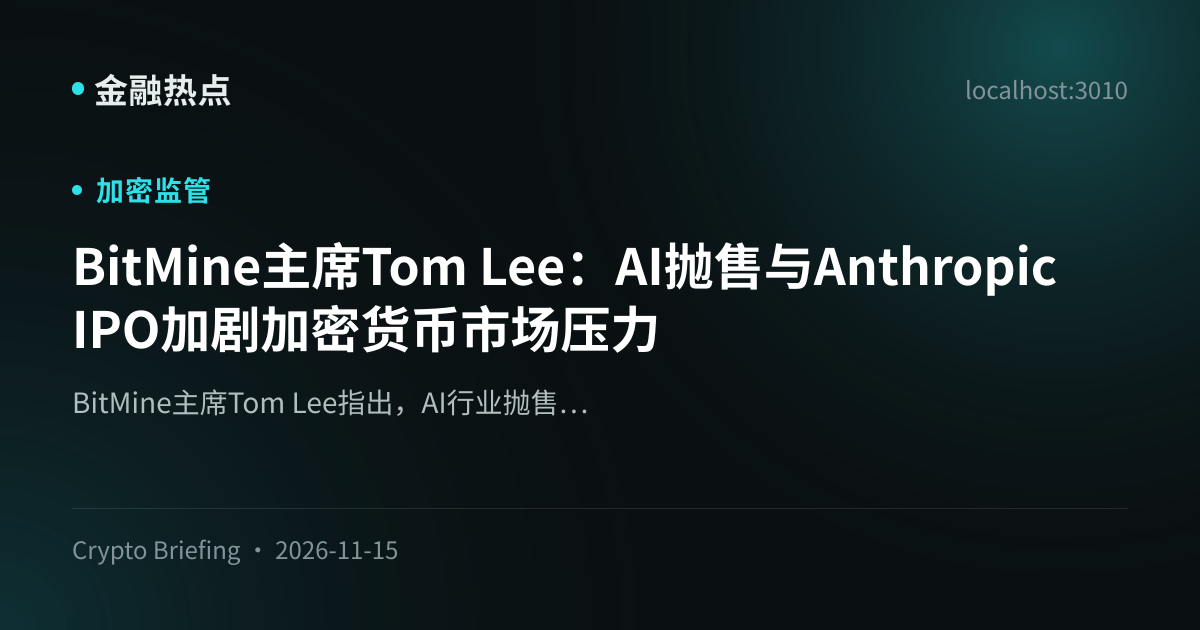 金融热点
localhost:3010
加密监管
BitMine主席Tom Lee：AI抛售与Anthropic
IPO加剧加密货币市场压力
BitMine主席Tom Lee指出，AI行业抛售…
Crypto Briefing · 2026-11-15